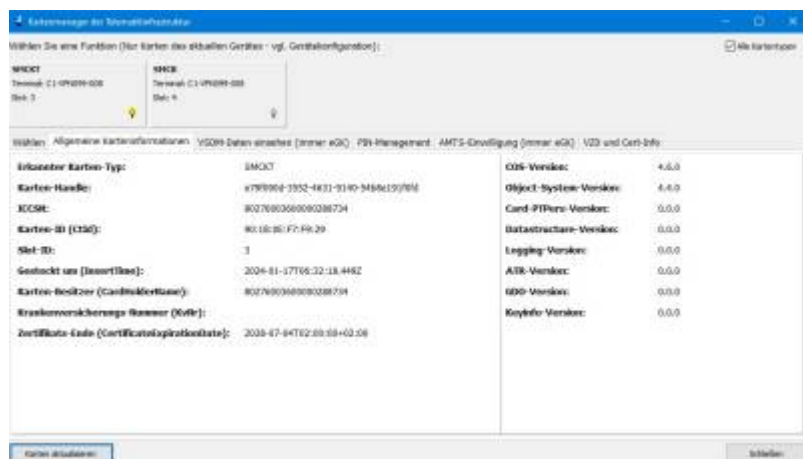 Kartenmanager der Telematikinfrastruktur
Wählen Sie eine Funktion (Nur Karten des aktuellen Gerätes - vgl. Gerätekonfiguration):
Alle Kartentypen
SMCKT
Slot: 3
SMCB
Slot: 4
Wählen
Allgemeine Karteninformationen
VSDM-Daten einsehen (immer eGK)
PIN-Management
AMTS-Einwilligung (immer eGK)
VZD und Cert-Info
Erkannter Karten-Typ: SMCKT
Karten-Handle:
ICCSN:
Karten-ID (CtId):
Slot-ID: 3
Gesteckt um (InsertTime):
Karten-Besitzer (CardHolderName):
Krankenversicherungs-Nummer (KvNr):
Zertifikats-Ende (CertificateExpirationDate):
COS-Version: 4.6.0
Object-System-Version: 4.4.0
Card-PTPers-Version: 0.0.0
Datastructure-Version: 0.0.0
Logging-Version: 0.0.0
ATR-Version: 0.0.0
GDO-Version: 0.0.0
KeyInfo-Version: 0.0.0
Karten aktualisieren
Schließen